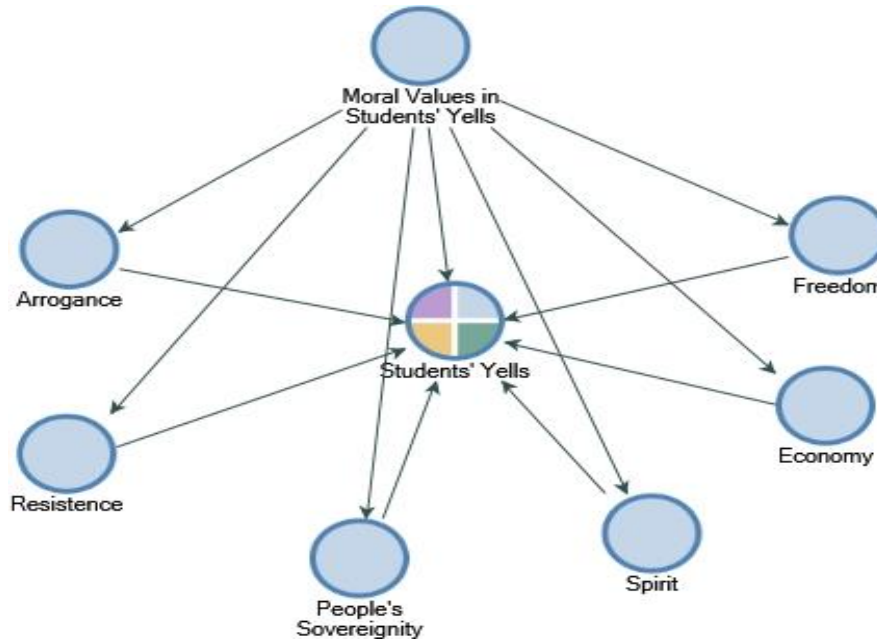 Moral Values in
Students' Yells
Arrogance
Freedom
Students' Yells
Resistence
Economy
People's
Sovereignity
Spirit